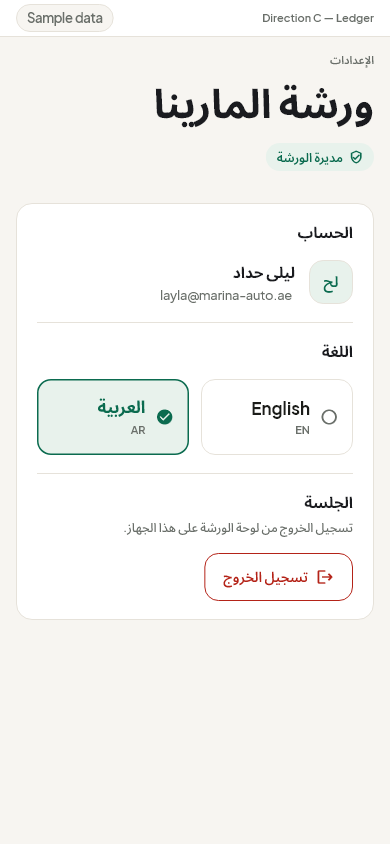 Sample data
Direction C — Ledger
الإعدادات
ورشة المارينا
مديرة الورشة
الحساب
لح
ليلى حداد
layla@marina-auto.ae
اللغة
English
EN
العربية
AR
الجلسة
تسجيل الخروج من لوحة الورشة على هذا الجهاز.
تسجيل الخروج